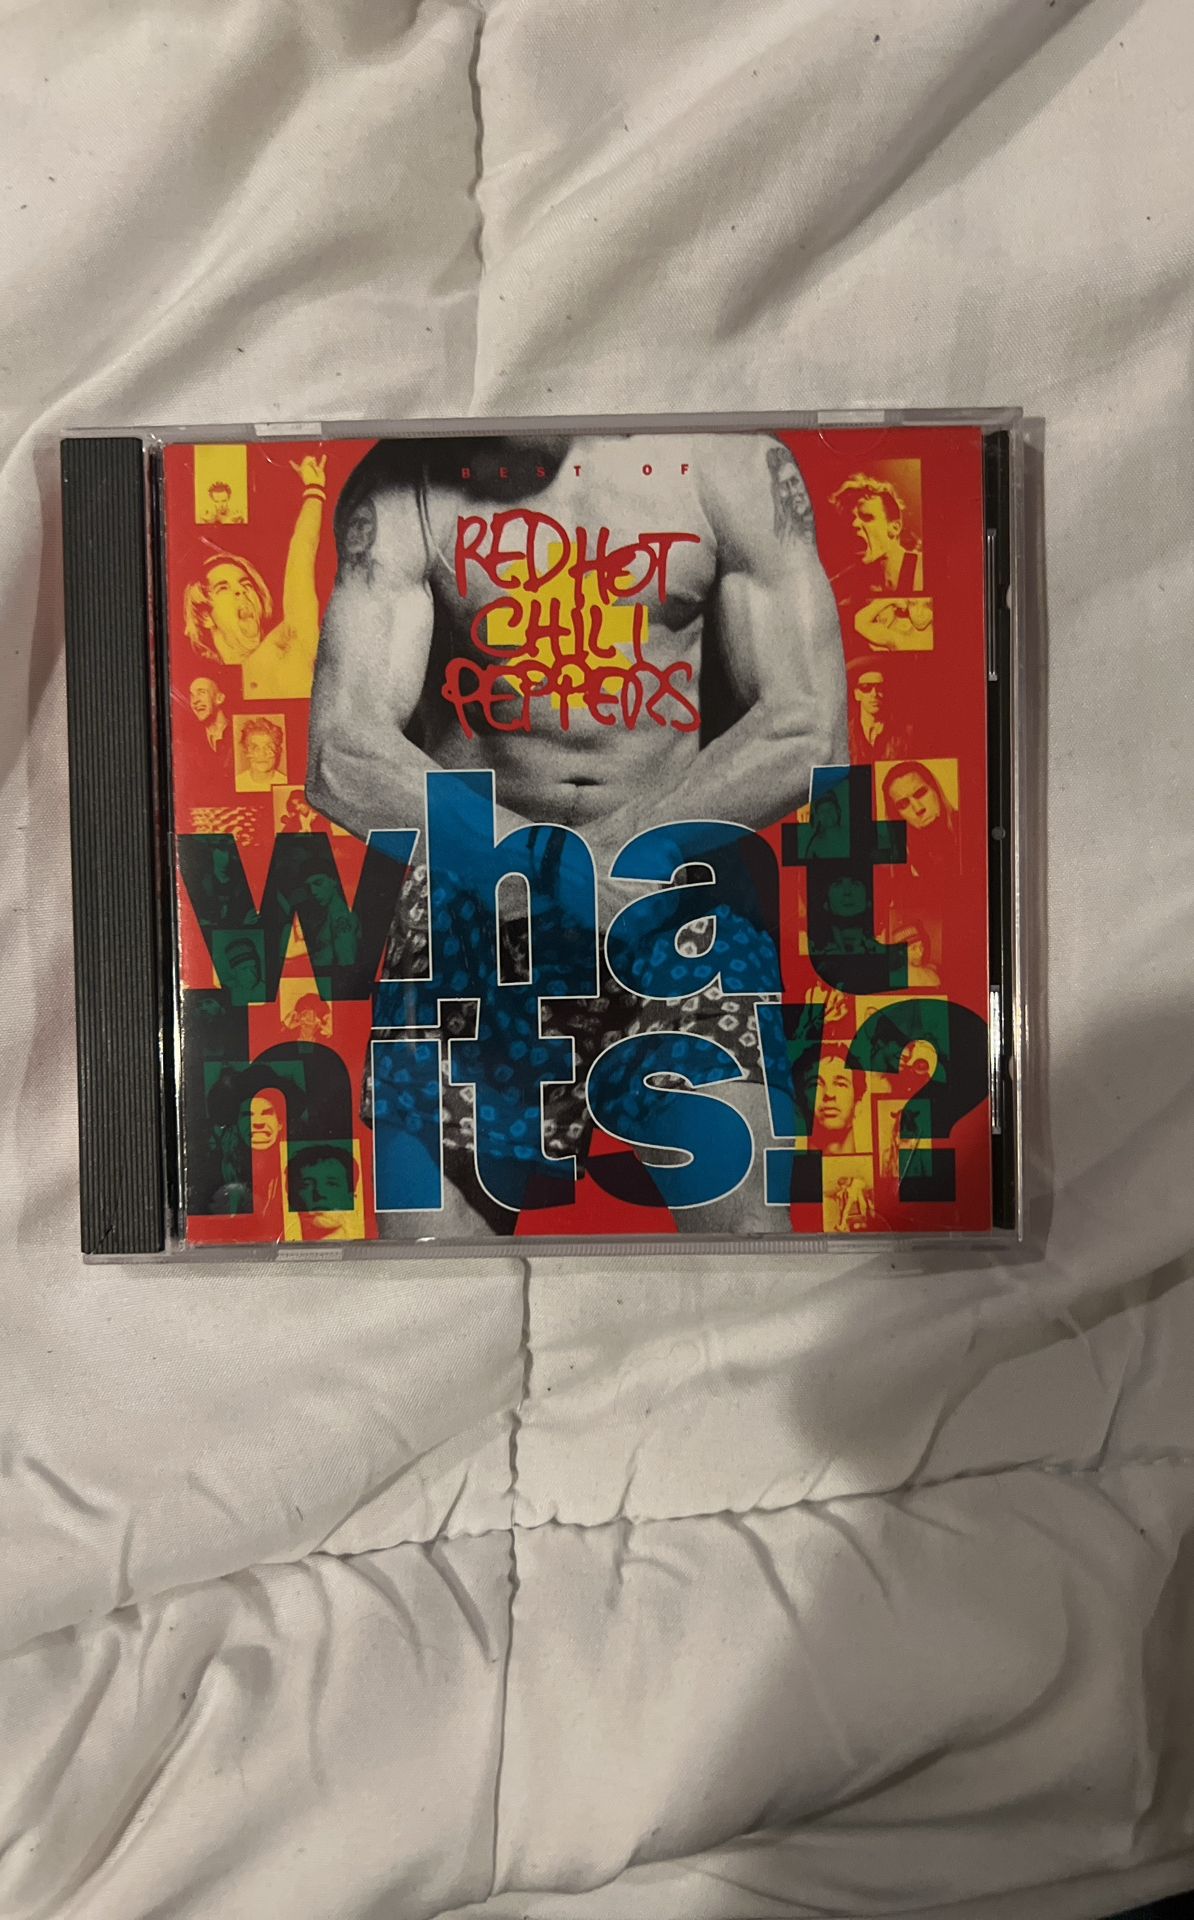 BEST OF
RED HOT
CHILI
PEPPERS
what
hits!?